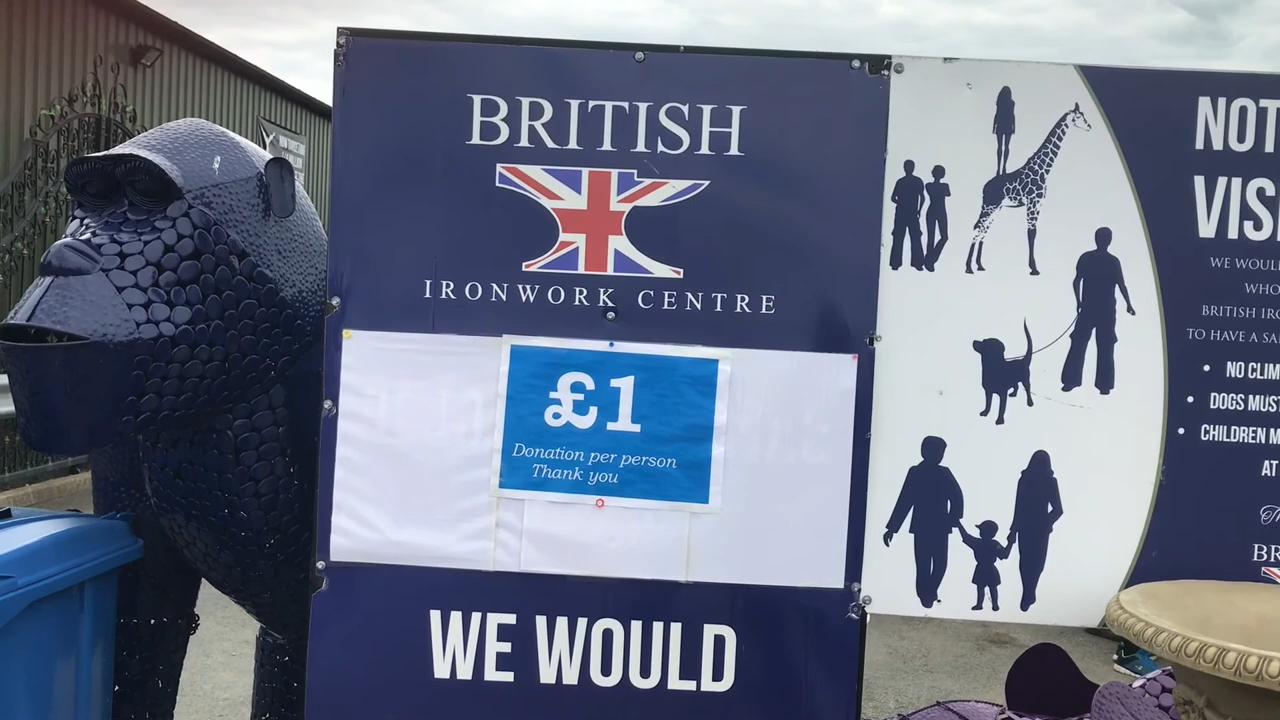 BRITISH
IRONWORK CENTRE
£1
Donation per person
Thank you
WE WOULD
NOT
VIS
WE WOUL
WHO
BRITISH IRO
TO HAVE A SA
• NO CLIM
• DOGS MUST
• CHILDREN M
AT
BR